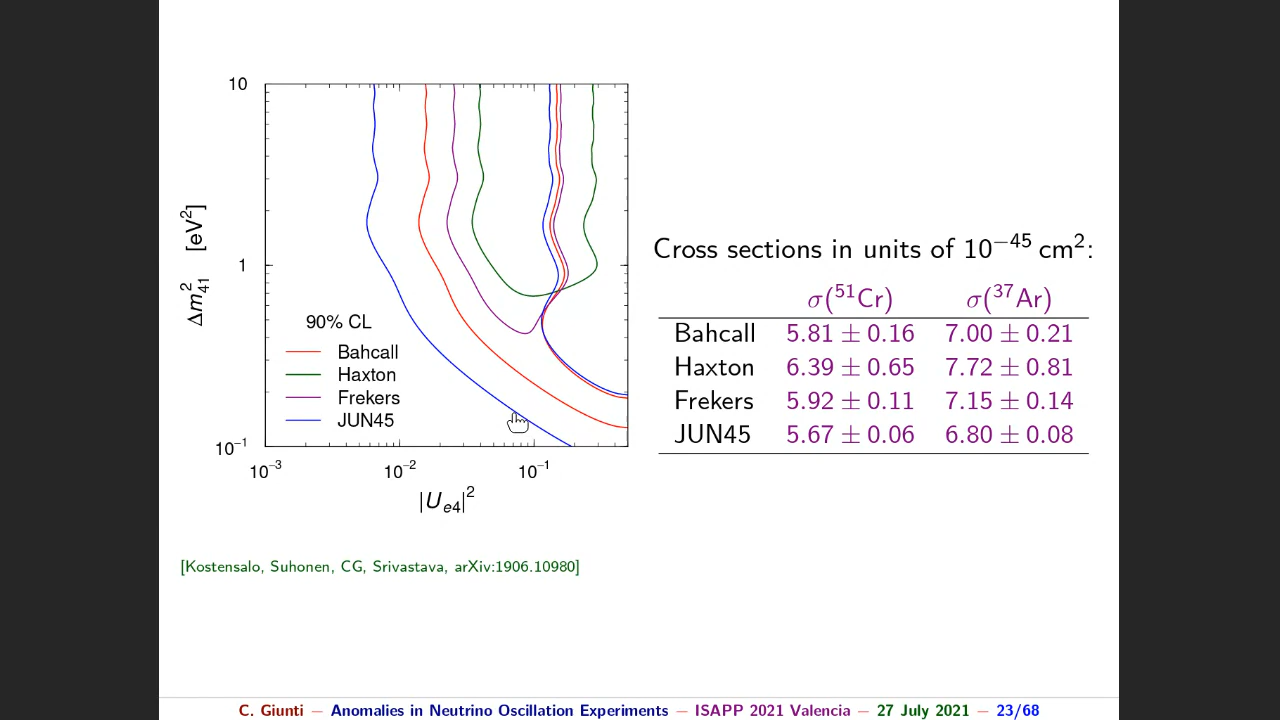 10
1
10⁻¹
Δm²₄₁ [eV²]
90% CL
Bahcall
Haxton
Frekers
JUN45
10⁻³ 10⁻² 10⁻¹
|Uₑ₄|²
Cross sections in units of 10⁻⁴⁵ cm²:
σ(⁵¹Cr) σ(³⁷Ar)
Bahcall 5.81 ± 0.16 7.00 ± 0.21
Haxton 6.39 ± 0.65 7.72 ± 0.81
Frekers 5.92 ± 0.11 7.15 ± 0.14
JUN45 5.67 ± 0.06 6.80 ± 0.08
[Kostensalo, Suhonen, CG, Srivastava, arXiv:1906.10980]
C. Giunti − Anomalies in Neutrino Oscillation Experiments − ISAPP 2021 Valencia − 27 July 2021 − 23/68